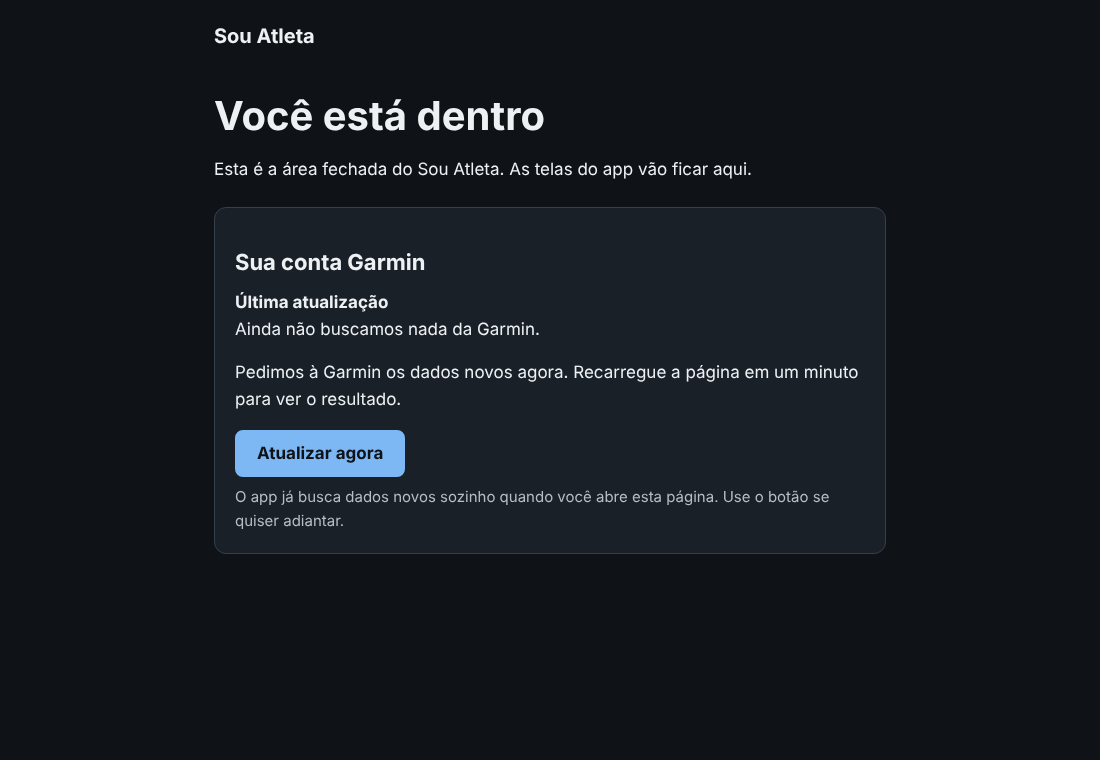 Sou Atleta
Você está dentro
Esta é a área fechada do Sou Atleta. As telas do app vão ficar aqui.
Sua conta Garmin
Última atualização
Ainda não buscamos nada da Garmin.
Pedimos à Garmin os dados novos agora. Recarregue a página em um minuto
para ver o resultado.
Atualizar agora
O app já busca dados novos sozinho quando você abre esta página. Use o botão se
quiser adiantar.